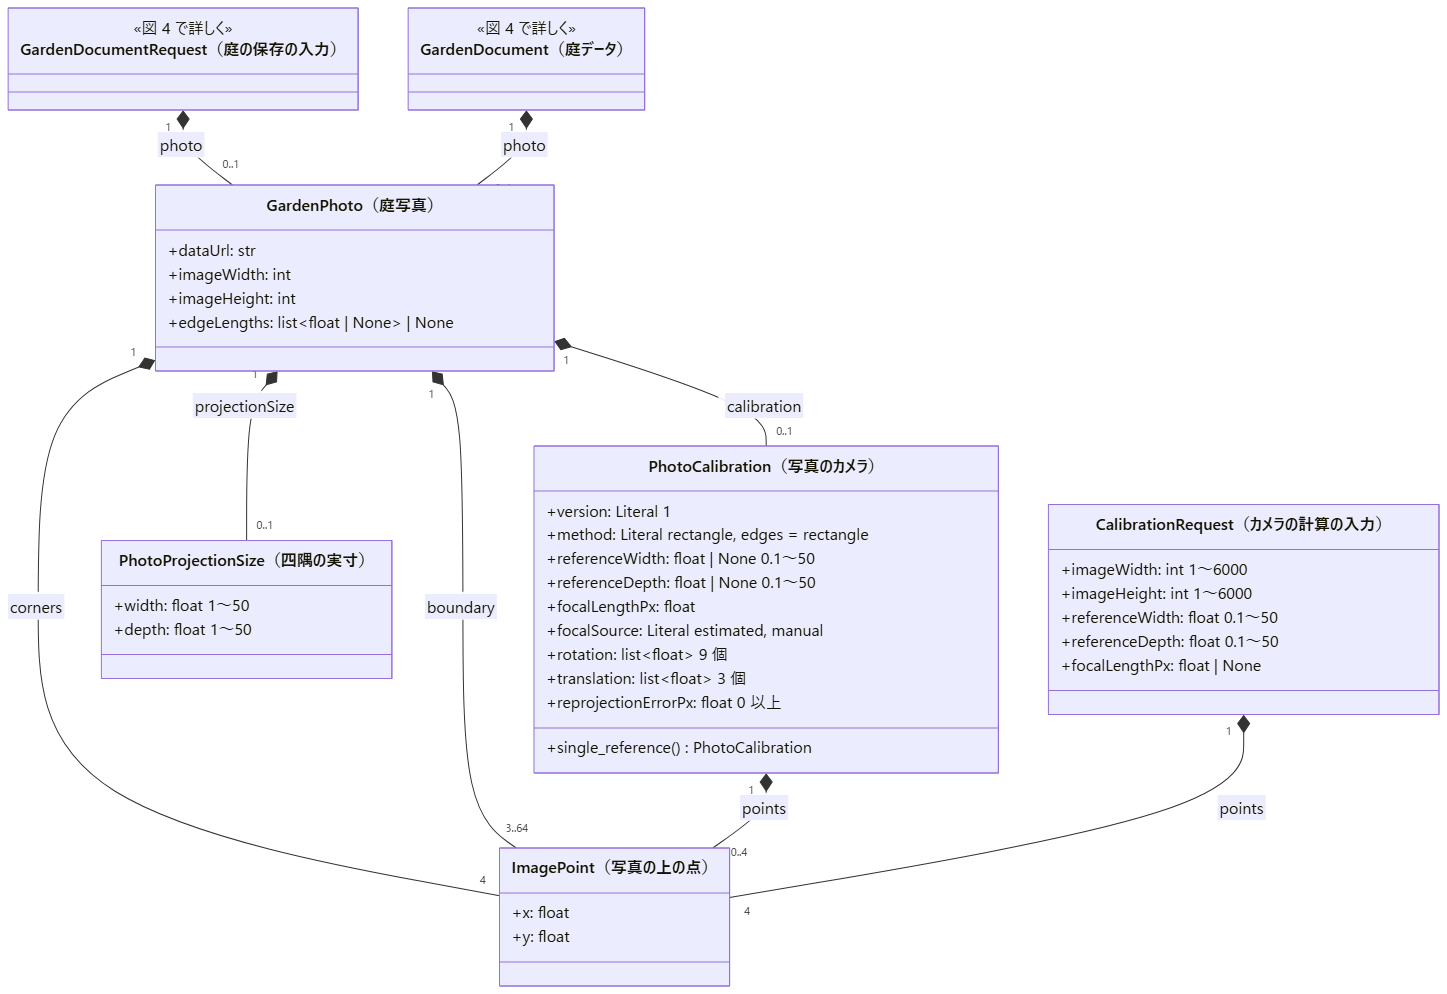 «図 4 で詳しく»
GardenDocumentRequest（庭の保存の入力）
«図 4 で詳しく»
GardenDocument（庭データ）
1
photo
0..1
1
photo
GardenPhoto（庭写真）
+dataUrl: str
+imageWidth: int
+imageHeight: int
+edgeLengths: list<float | None> | None
1
corners
4
1
projectionSize
0..1
1
boundary
3..64
1
calibration
0..1
PhotoProjectionSize（四隅の実寸）
+width: float 1～50
+depth: float 1～50
PhotoCalibration（写真のカメラ）
+version: Literal 1
+method: Literal rectangle, edges = rectangle
+referenceWidth: float | None 0.1～50
+referenceDepth: float | None 0.1～50
+focalLengthPx: float
+focalSource: Literal estimated, manual
+rotation: list<float> 9 個
+translation: list<float> 3 個
+reprojectionErrorPx: float 0 以上
+single_reference() : PhotoCalibration
1
points
0..4
CalibrationRequest（カメラの計算の入力）
+imageWidth: int 1～6000
+imageHeight: int 1～6000
+referenceWidth: float 0.1～50
+referenceDepth: float 0.1～50
+focalLengthPx: float | None
1
points
4
ImagePoint（写真の上の点）
+x: float
+y: float